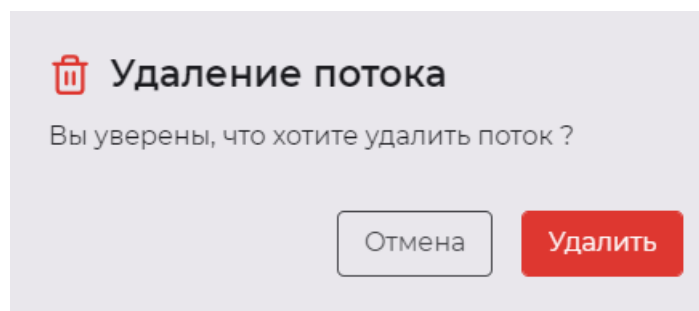 Удаление потока
Вы уверены, что хотите удалить поток ?
Отмена
Удалить